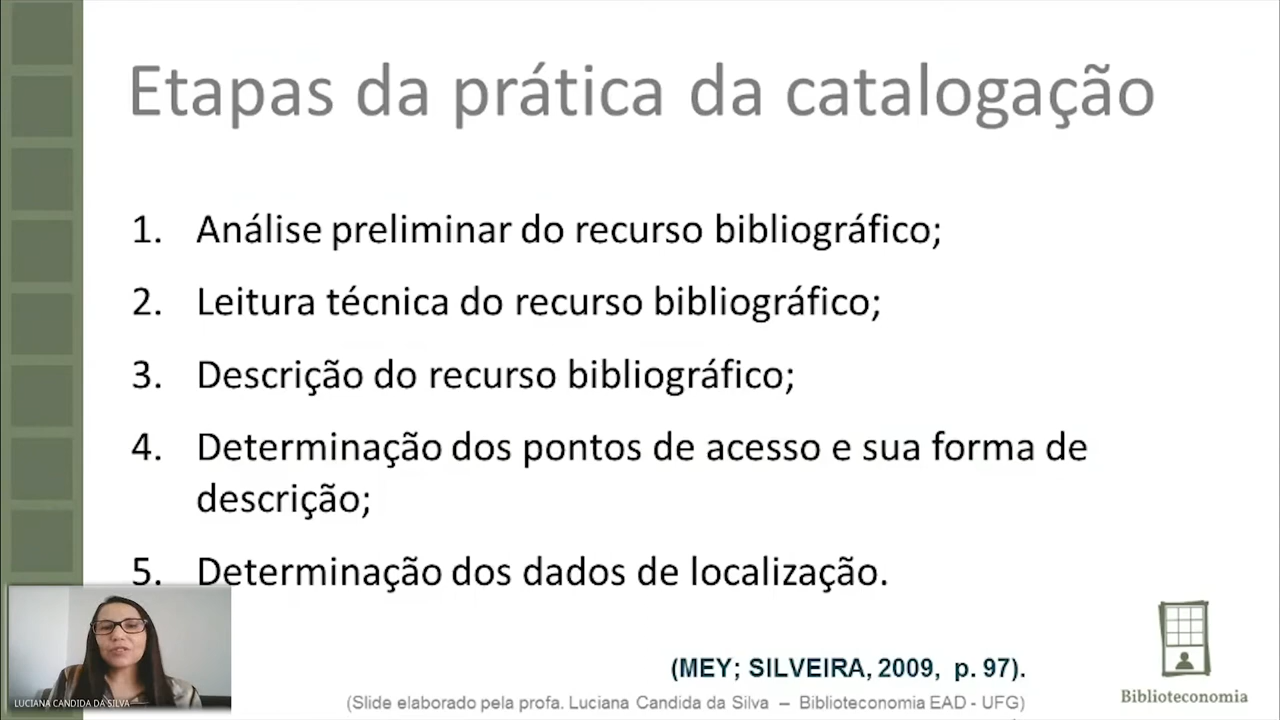 Etapas da prática da catalogação
1. Análise preliminar do recurso bibliográfico;
2. Leitura técnica do recurso bibliográfico;
3. Descrição do recurso bibliográfico;
4. Determinação dos pontos de acesso e sua forma de
descrição;
5. Determinação dos dados de localização.
(MEY; SILVEIRA, 2009, p. 97).
(Slide elaborado pela profa. Luciana Candida da Silva – Biblioteconomia EAD - UFG)
Biblioteconomia
LUCIANA CANDIDA DA SILVA